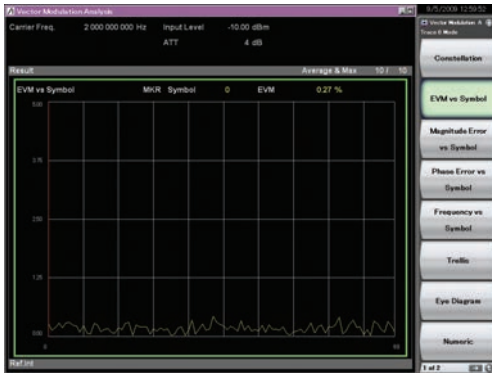 Vector Modulation Analysis
Carrier Freq. 2 000 000 000 Hz Input Level -10.00 dBm
ATT 4 dB
Result Average & Max 10 / 10
EVM vs Symbol MKR Symbol 0 EVM 0.27 %
5.00
3.75
2.50
1.25
0.00
0
Ref.Int
8/5/2009 12:59:52
Vector Modulation A
Trace II Mode
Constellation
EVM vs Symbol
Magnitude Error
vs Symbol
Phase Error vs
Symbol
Frequency vs
Symbol
Trellis
Eye Diagram
Numeric
1 of 2